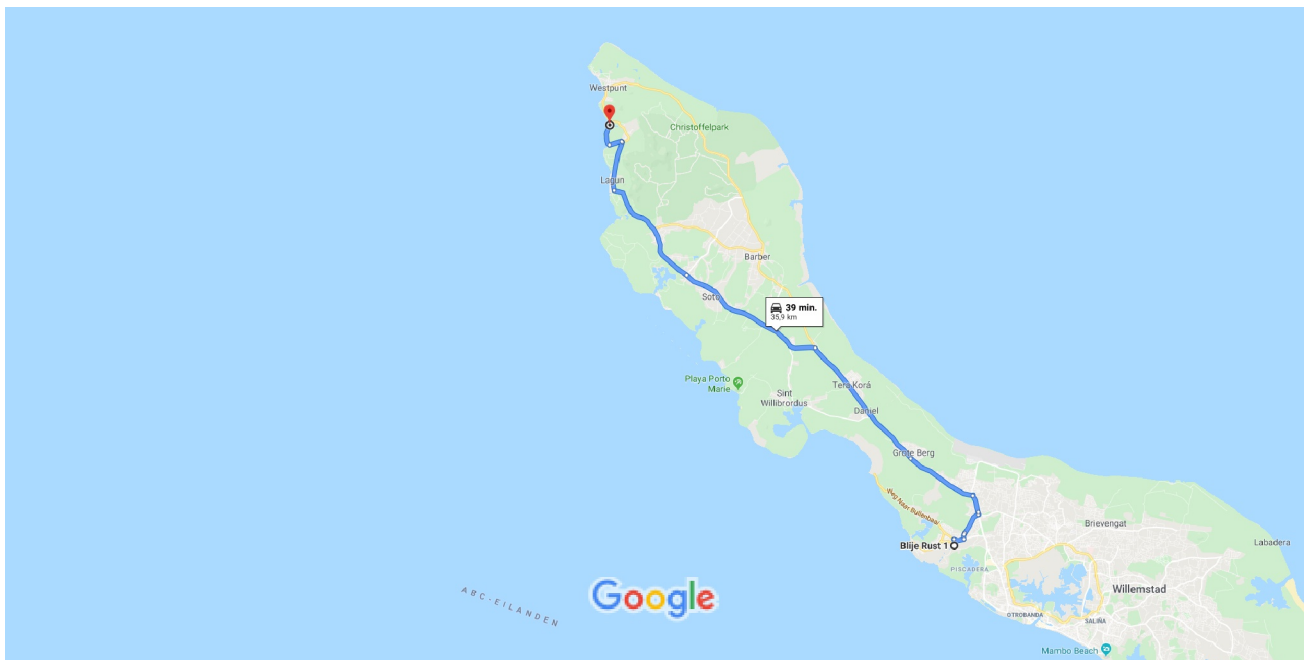 Westpunt
Christoffelpark
Lagun
Barber
Soto
39 min.
35,9 km
Playa Porto
Marie
Sint
Willibrordus
Tera Korá
Daniel
Grote Berg
Weg Naar Bullenbaai
Blije Rust 1
PISCADERA
Brievengat
Labadera
Willemstad
OTROBANDA
SALIÑA
Mambo Beach
ABC-EILANDEN
Google